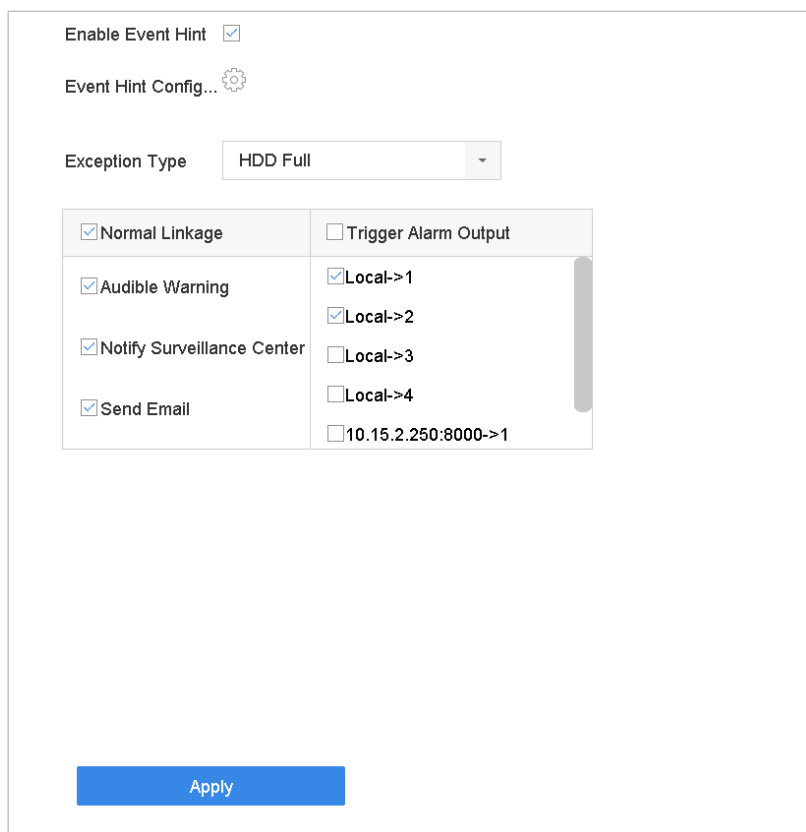 Enable Event Hint
Event Hint Config...
Exception Type HDD Full
Normal Linkage Trigger Alarm Output
Audible Warning
Notify Surveillance Center
Send Email
Local->1
Local->2
Local->3
Local->4
10.15.2.250:8000->1
Apply